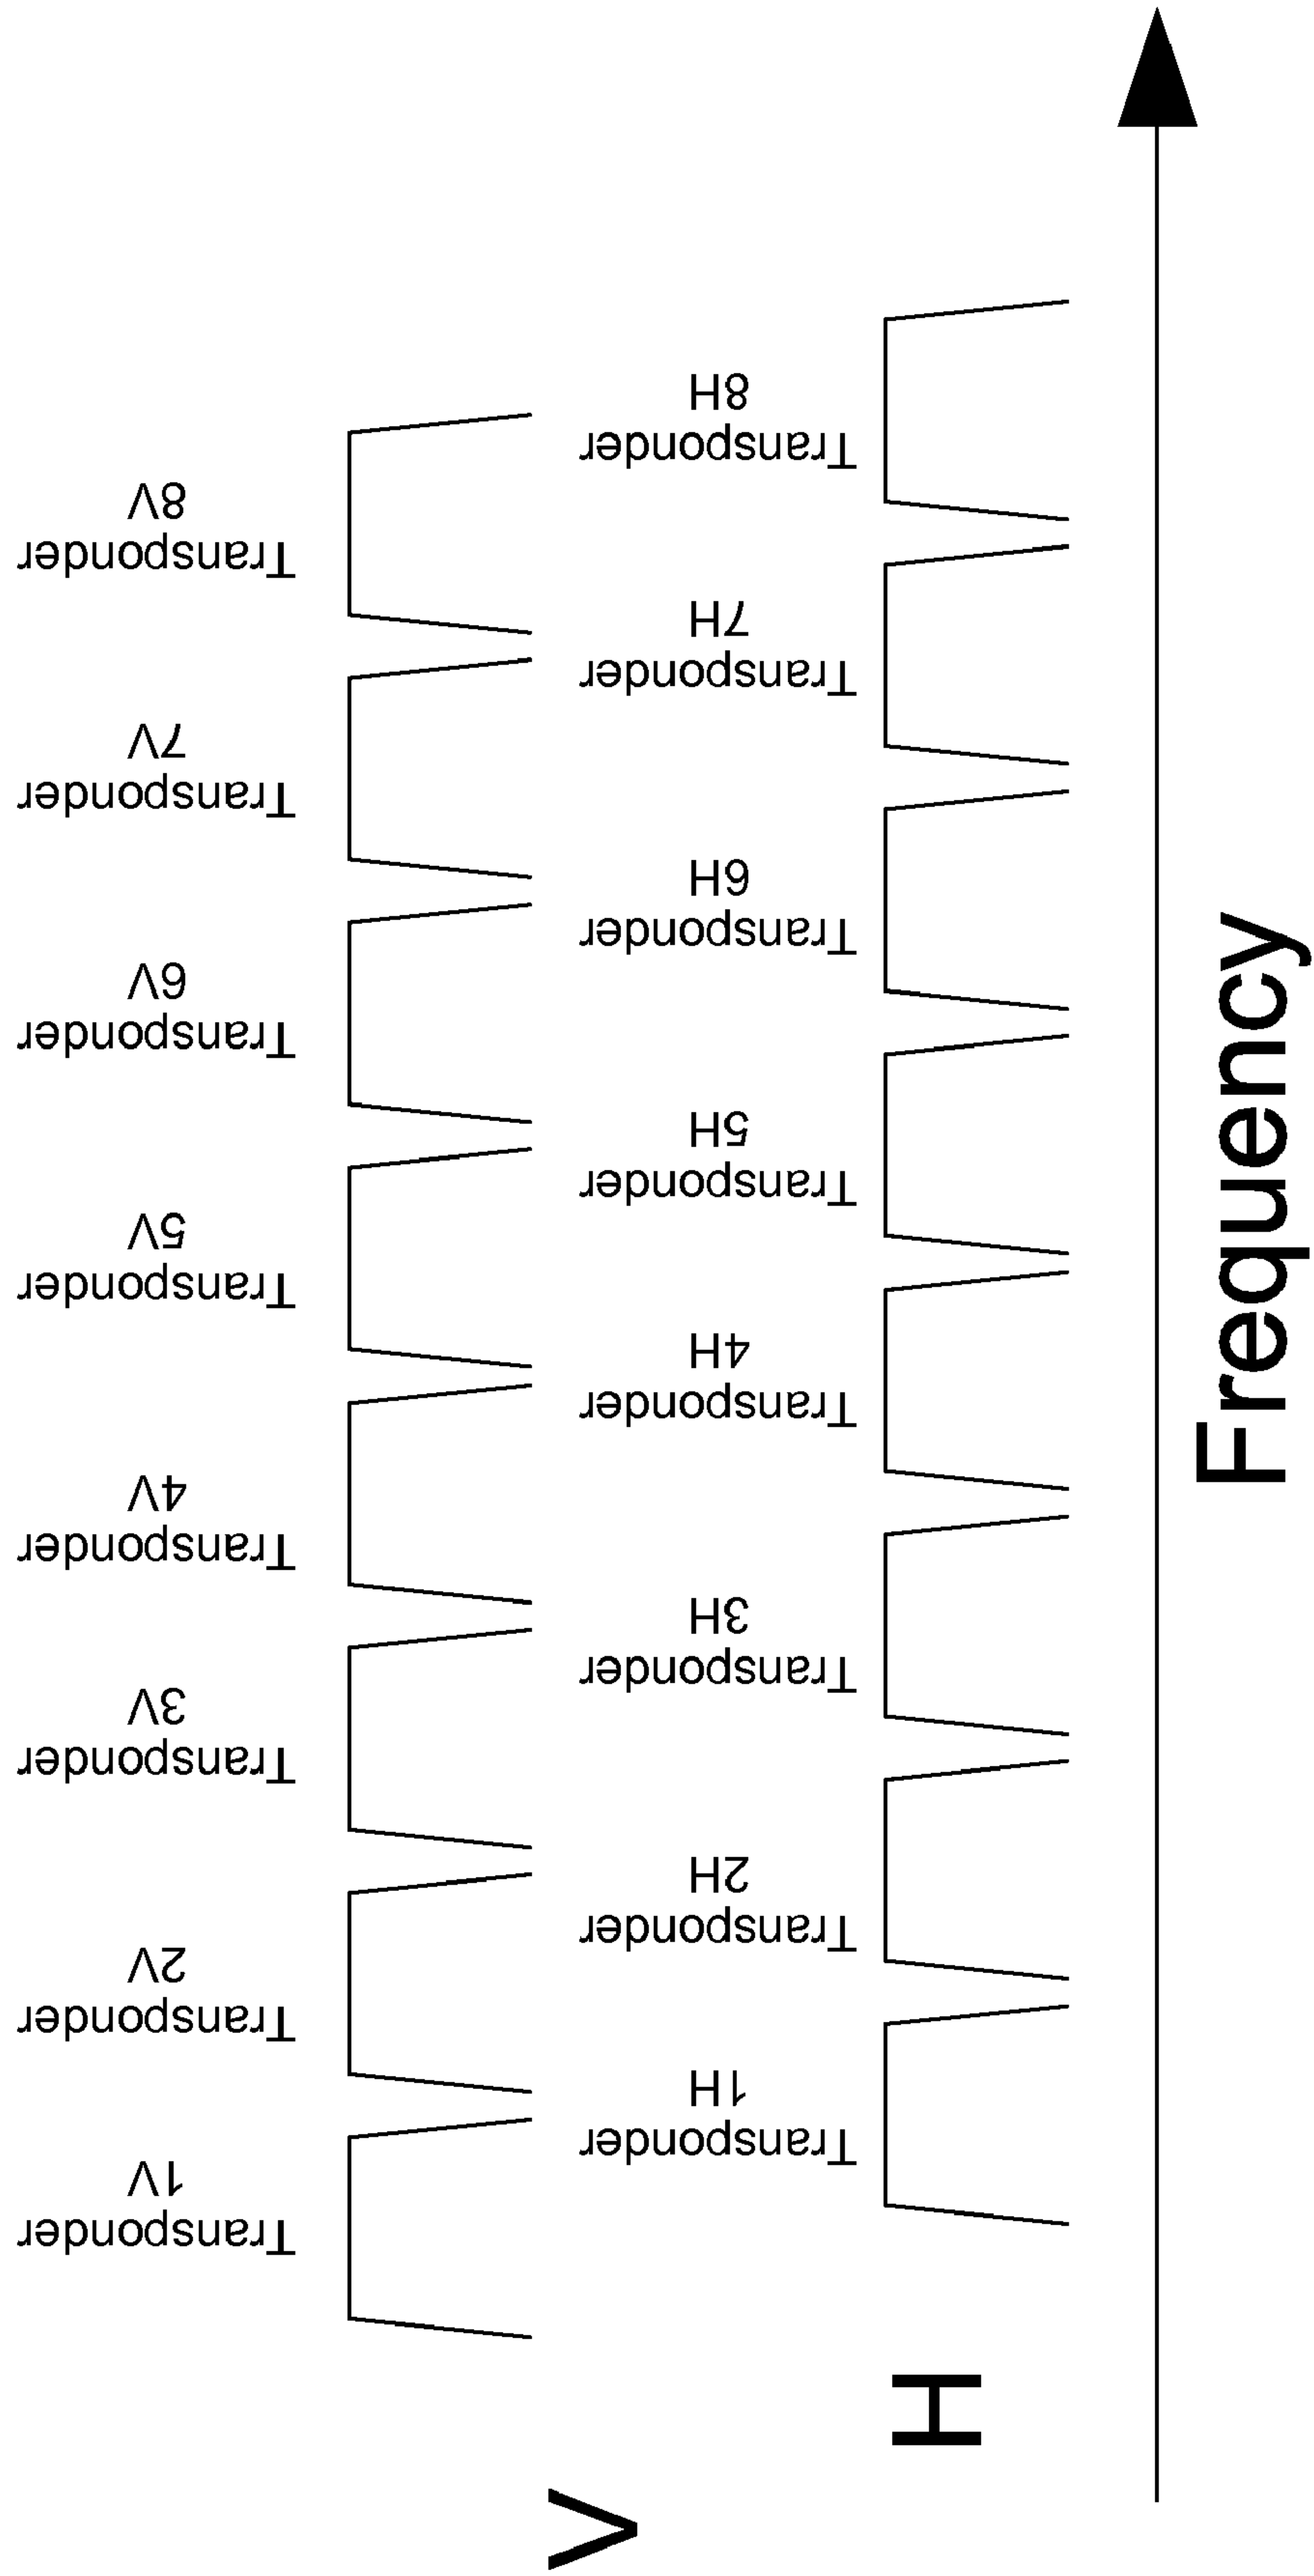 Transponder
1V
Transponder
2V
Transponder
3V
Transponder
4V
Transponder
5V
Transponder
6V
Transponder
7V
Transponder
8V
V
Transponder
1H
Transponder
2H
Transponder
3H
Transponder
4H
Transponder
5H
Transponder
6H
Transponder
7H
Transponder
8H
H
Frequency